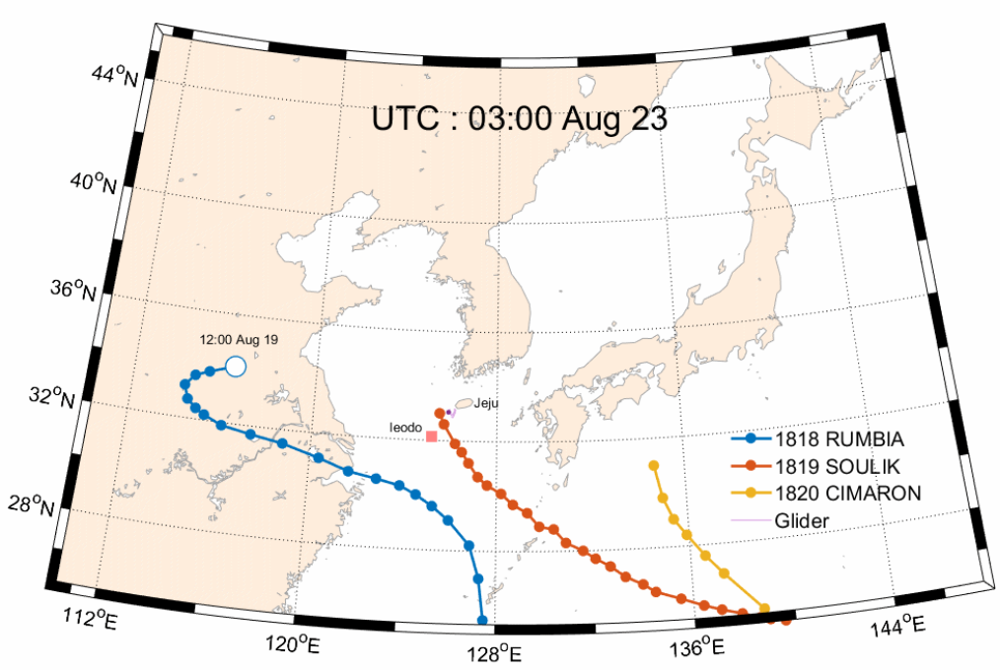 44°N
UTC : 03:00 Aug 23
40°N
36°N
12:00 Aug 19
32°N
Jeju
Ieodo
1818 RUMBIA
1819 SOULIK
1820 CIMARON
28°N
Glider
112°E
120°E
128°E
136°E
144°E